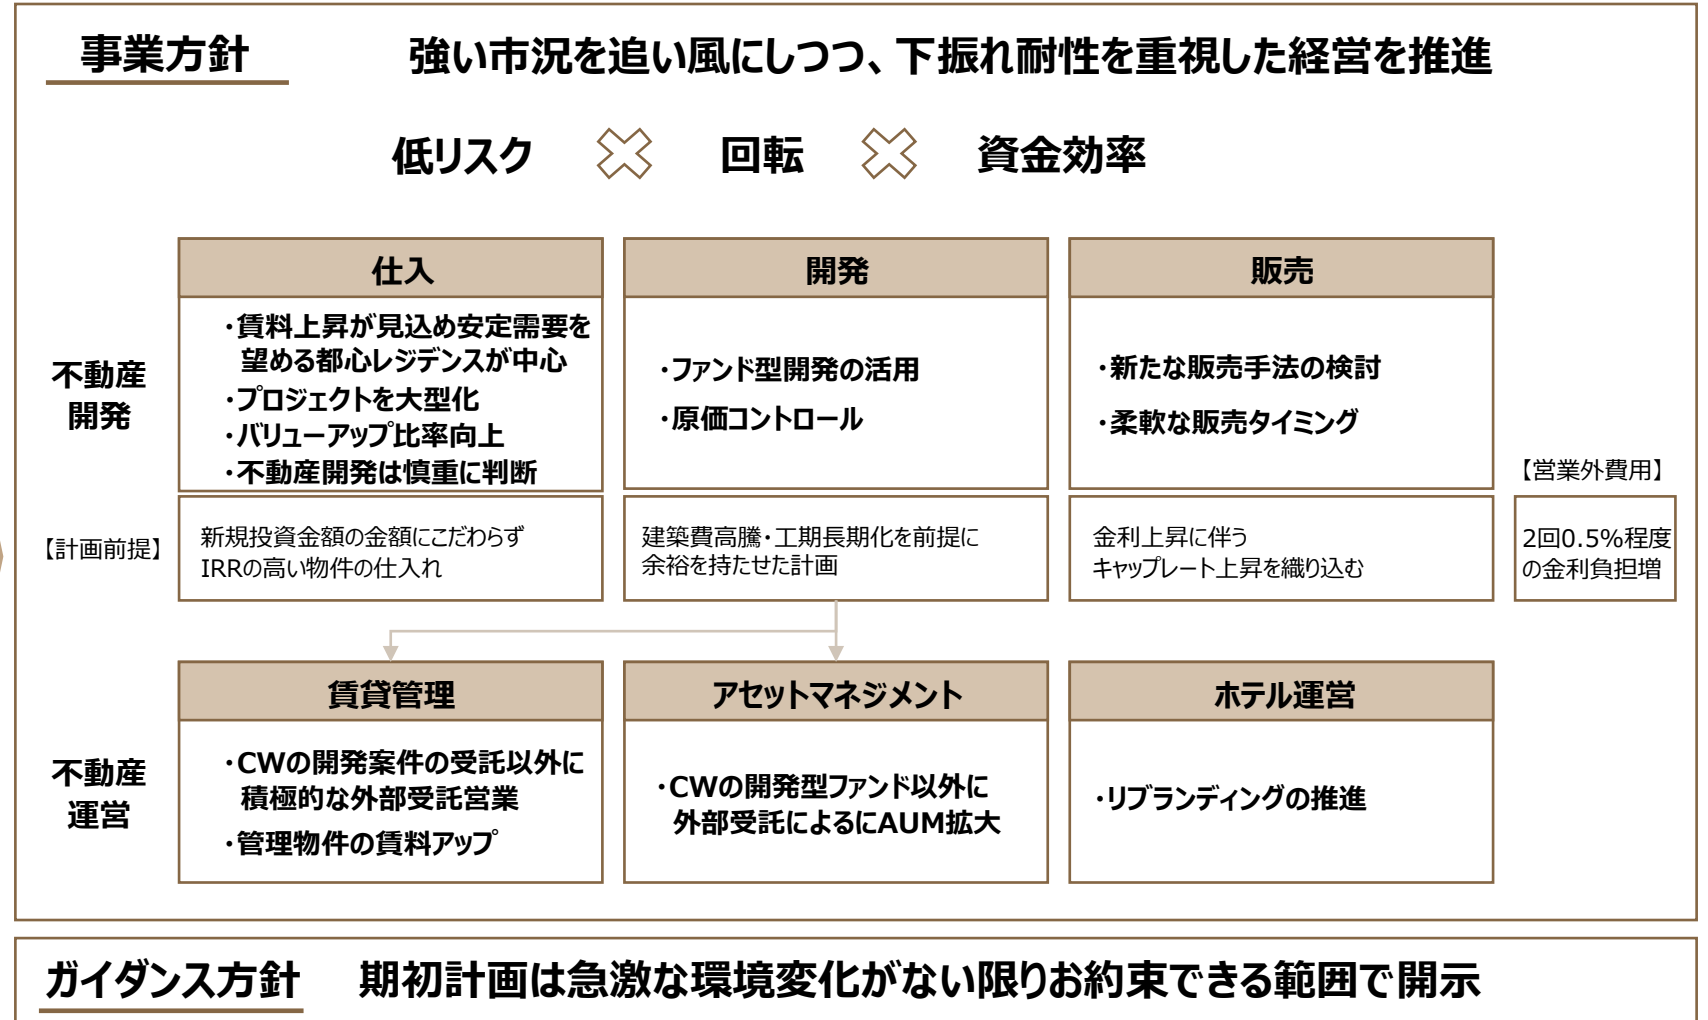 事業方針
強い市況を追い風にしつつ、下振れ耐性を重視した経営を推進
低リスク
回転
資金効率
不動産
開発
仕入
・賃料上昇が見込め安定需要を
望める都心レジデンスが中心
・プロジェクトを大型化
・バリューアップ比率向上
・不動産開発は慎重に判断
開発
・ファンド型開発の活用
・原価コントロール
販売
・新たな販売手法の検討
・柔軟な販売タイミング
【計画前提】
新規投資金額の金額にこだわらず
IRRの高い物件の仕入れ
建築費高騰・工期長期化を前提に
余裕を持たせた計画
金利上昇に伴う
キャップレート上昇を織り込む
【営業外費用】
2回0.5%程度
の金利負担増
不動産
運営
賃貸管理
・CWの開発案件の受託以外に
積極的な外部受託営業
・管理物件の賃料アップ
アセットマネジメント
・CWの開発型ファンド以外に
外部受託によるにAUM拡大
ホテル運営
・リブランディングの推進
ガイダンス方針
期初計画は急激な環境変化がない限りお約束できる範囲で開示